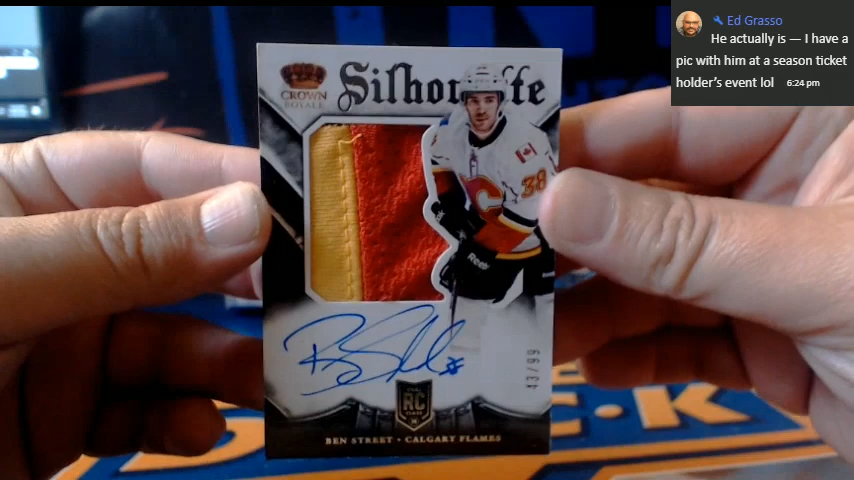 Ed Grasso
He actually is — I have a
pic with him at a season ticket
holder's event lol 6:24 pm
CROWN
ROYALE
Silhouette
38
Reebok
43/99
RC
BEN STREET • CALGARY FLAMES